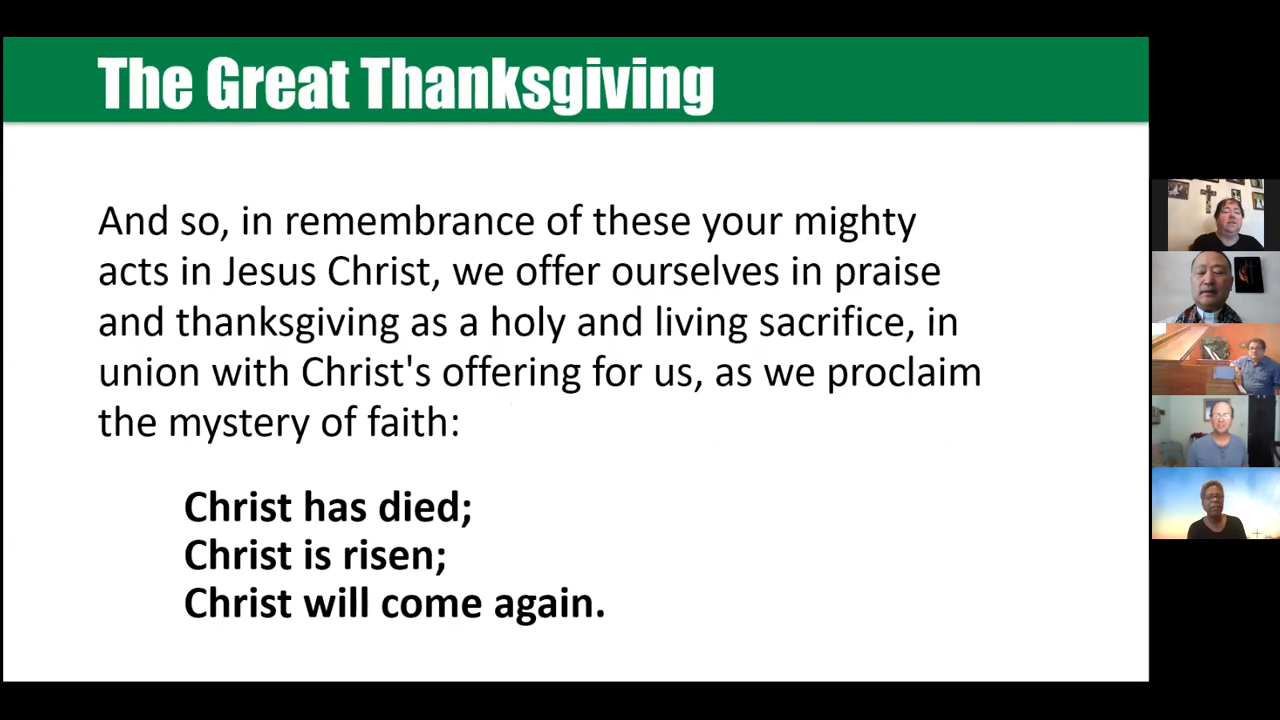 The Great Thanksgiving
And so, in remembrance of these your mighty
acts in Jesus Christ, we offer ourselves in praise
and thanksgiving as a holy and living sacrifice, in
union with Christ's offering for us, as we proclaim
the mystery of faith:
Christ has died;
Christ is risen;
Christ will come again.